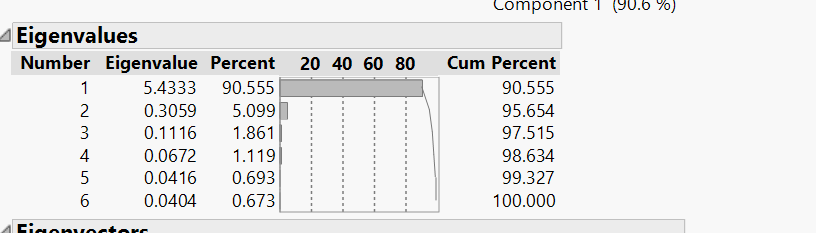 Component 1 (90.6 %)
Eigenvalues
Number Eigenvalue Percent 20 40 60 80 Cum Percent
1 5.4333 90.555 90.555
2 0.3059 5.099 95.654
3 0.1116 1.861 97.515
4 0.0672 1.119 98.634
5 0.0416 0.693 99.327
6 0.0404 0.673 100.000
Eigenvectors